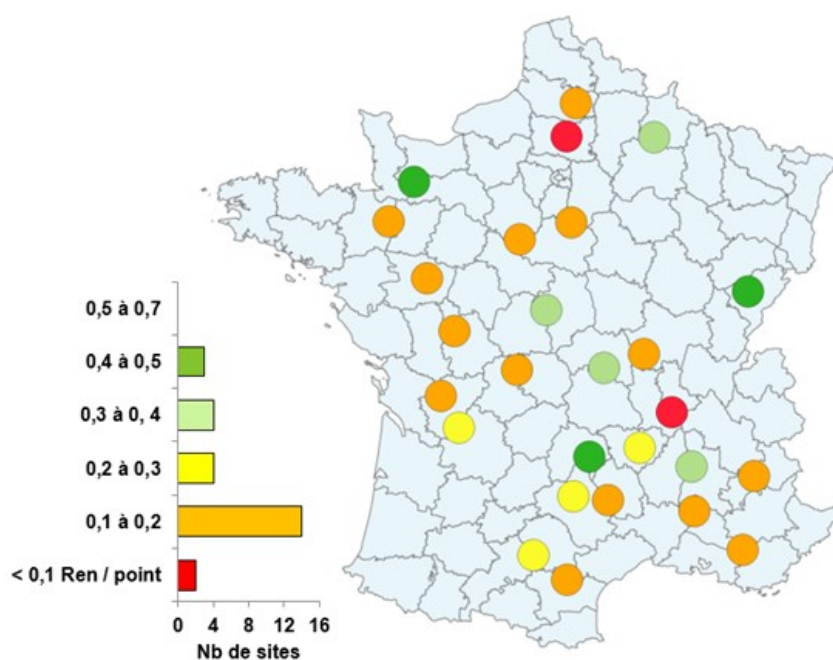 0,5 à 0,7
0,4 à 0,5
0,3 à 0, 4
0,2 à 0,3
0,1 à 0,2
< 0,1 Ren / point
0 4 8 12 16
Nb de sites